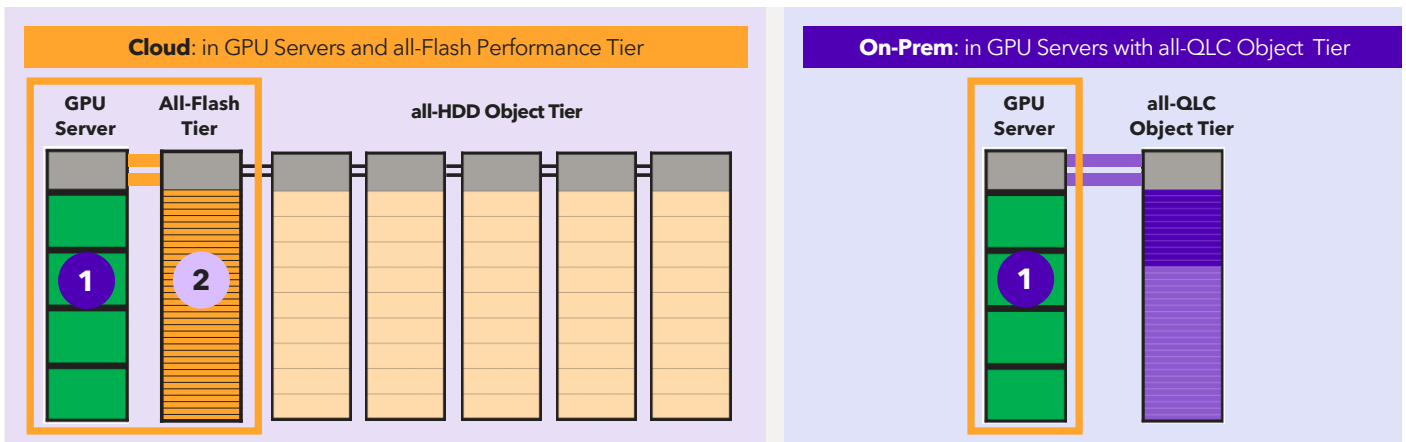 Cloud: in GPU Servers and all-Flash Performance Tier
GPU
Server
All-Flash
Tier
all-HDD Object Tier
1
2
On-Prem: in GPU Servers with all-QLC Object Tier
GPU
Server
all-QLC
Object Tier
1